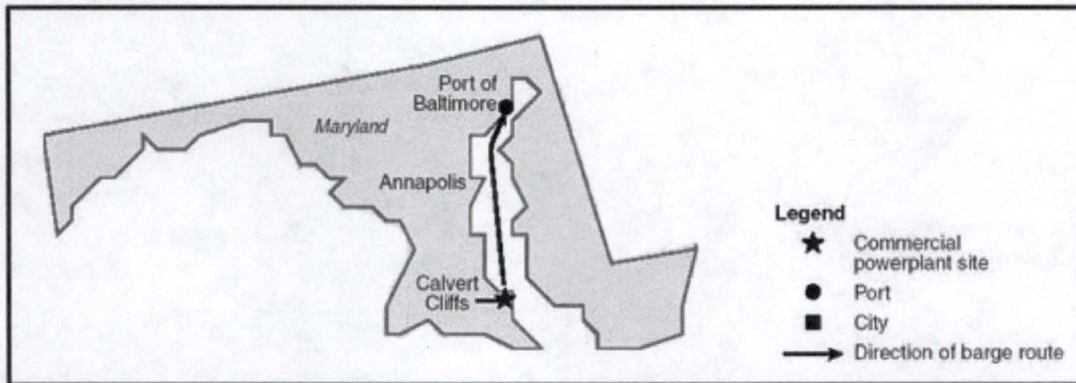 Port of
Baltimore
Maryland
Annapolis
Calvert
Cliffs
Legend
Commercial
powerplant site
Port
City
Direction of barge route